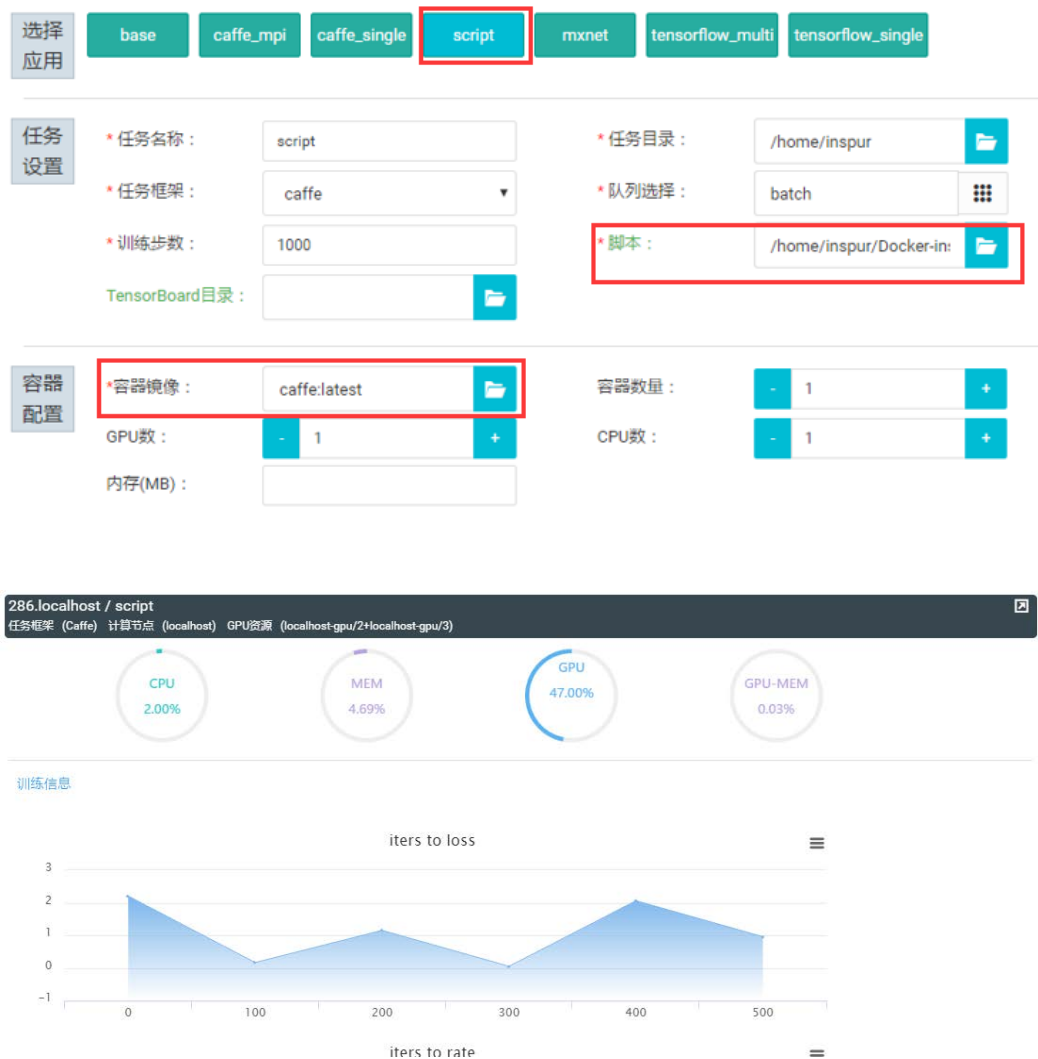 选择应用 base caffe_mpi caffe_single script mxnet tensorflow_multi tensorflow_single
任务设置
* 任务名称： script * 任务目录： /home/inspur
* 任务框架： caffe * 队列选择： batch
* 训练步数： 1000 * 脚本： /home/inspur/Docker-in
TensorBoard目录：
容器配置
*容器镜像： caffe:latest 容器数量： - 1 +
GPU数： - 1 + CPU数： - 1 +
内存(MB)：
286.localhost / script
任务框架 (Caffe) 计算节点 (localhost) GPU资源 (localhost-gpu/2+localhost-gpu/3)
CPU MEM GPU GPU-MEM
2.00% 4.69% 47.00% 0.03%
训练信息
iters to loss
3
2
1
0
-1
0 100 200 300 400 500
iters to rate